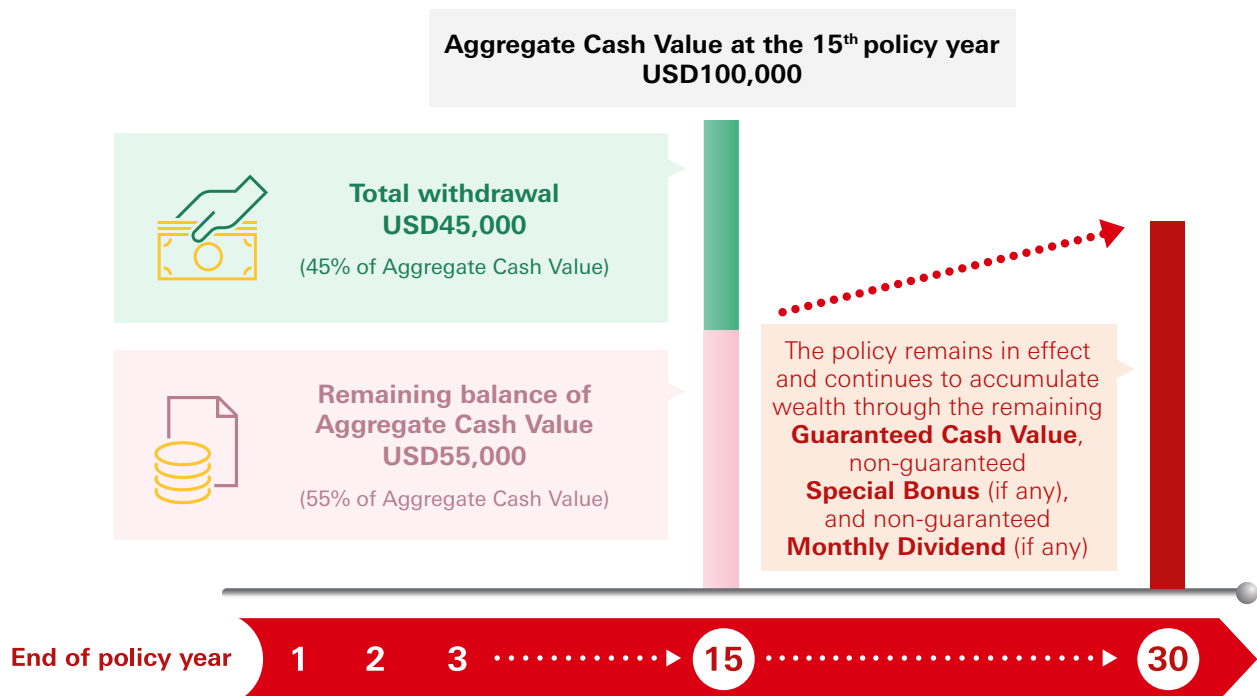 Aggregate Cash Value at the 15th policy year
USD100,000
Total withdrawal
USD45,000
(45% of Aggregate Cash Value)
Remaining balance of
Aggregate Cash Value
USD55,000
(55% of Aggregate Cash Value)
The policy remains in effect
and continues to accumulate
wealth through the remaining
Guaranteed Cash Value,
non-guaranteed
Special Bonus (if any),
and non-guaranteed
Monthly Dividend (if any)
End of policy year 1 2 3 15 30